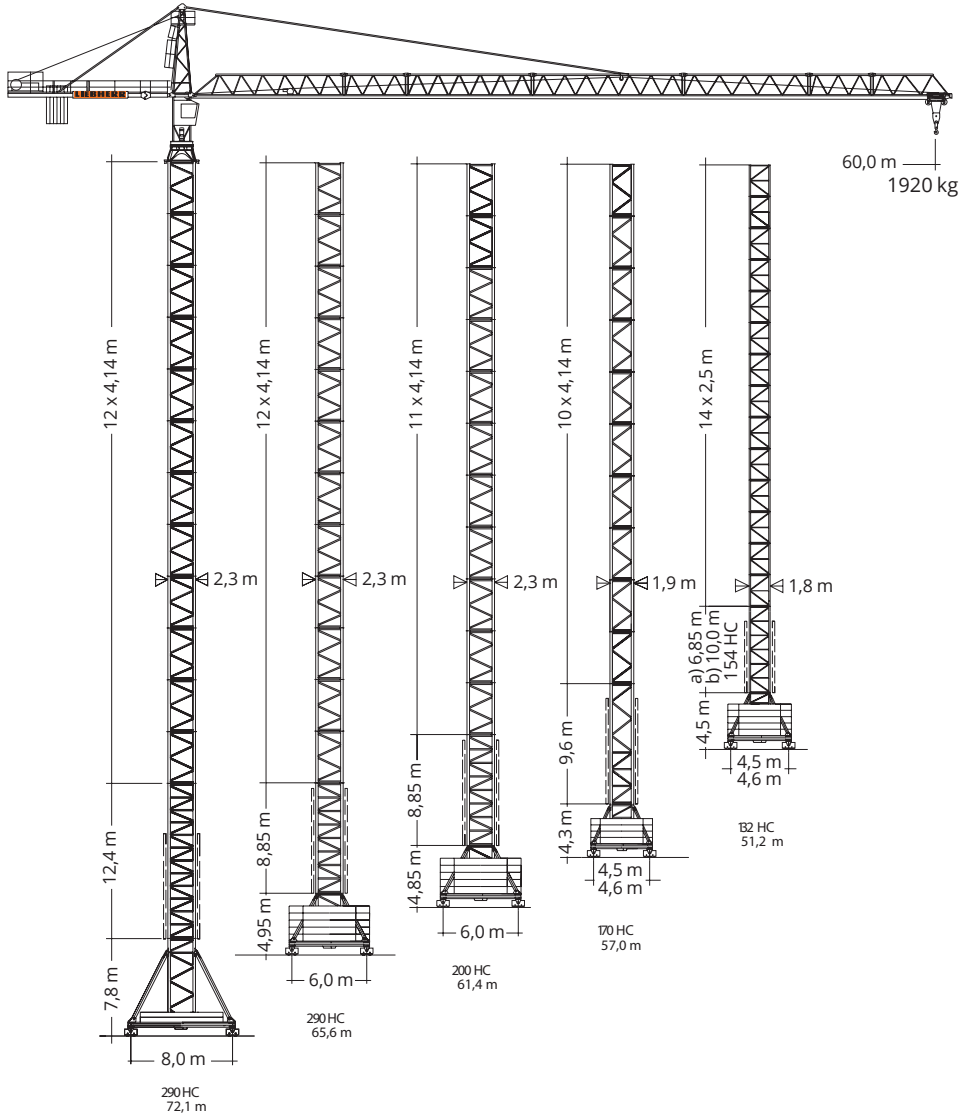 LIEBHERR
60,0 m
1920 kg
12 x 4,14 m
12 x 4,14 m
11 x 4,14 m
10 x 4,14 m
14 x 2,5 m
2,3 m
2,3 m
2,3 m
1,9 m
1,8 m
a) 6,85 m
b) 10,0 m
154 HC
4,5 m
4,5 m
4,6 m
132 HC
51,2 m
9,6 m
4,3 m
4,5 m
4,6 m
170 HC
57,0 m
8,85 m
4,85 m
6,0 m
200 HC
61,4 m
8,85 m
4,95 m
6,0 m
290 HC
65,6 m
12,4 m
7,8 m
8,0 m
290 HC
72,1 m